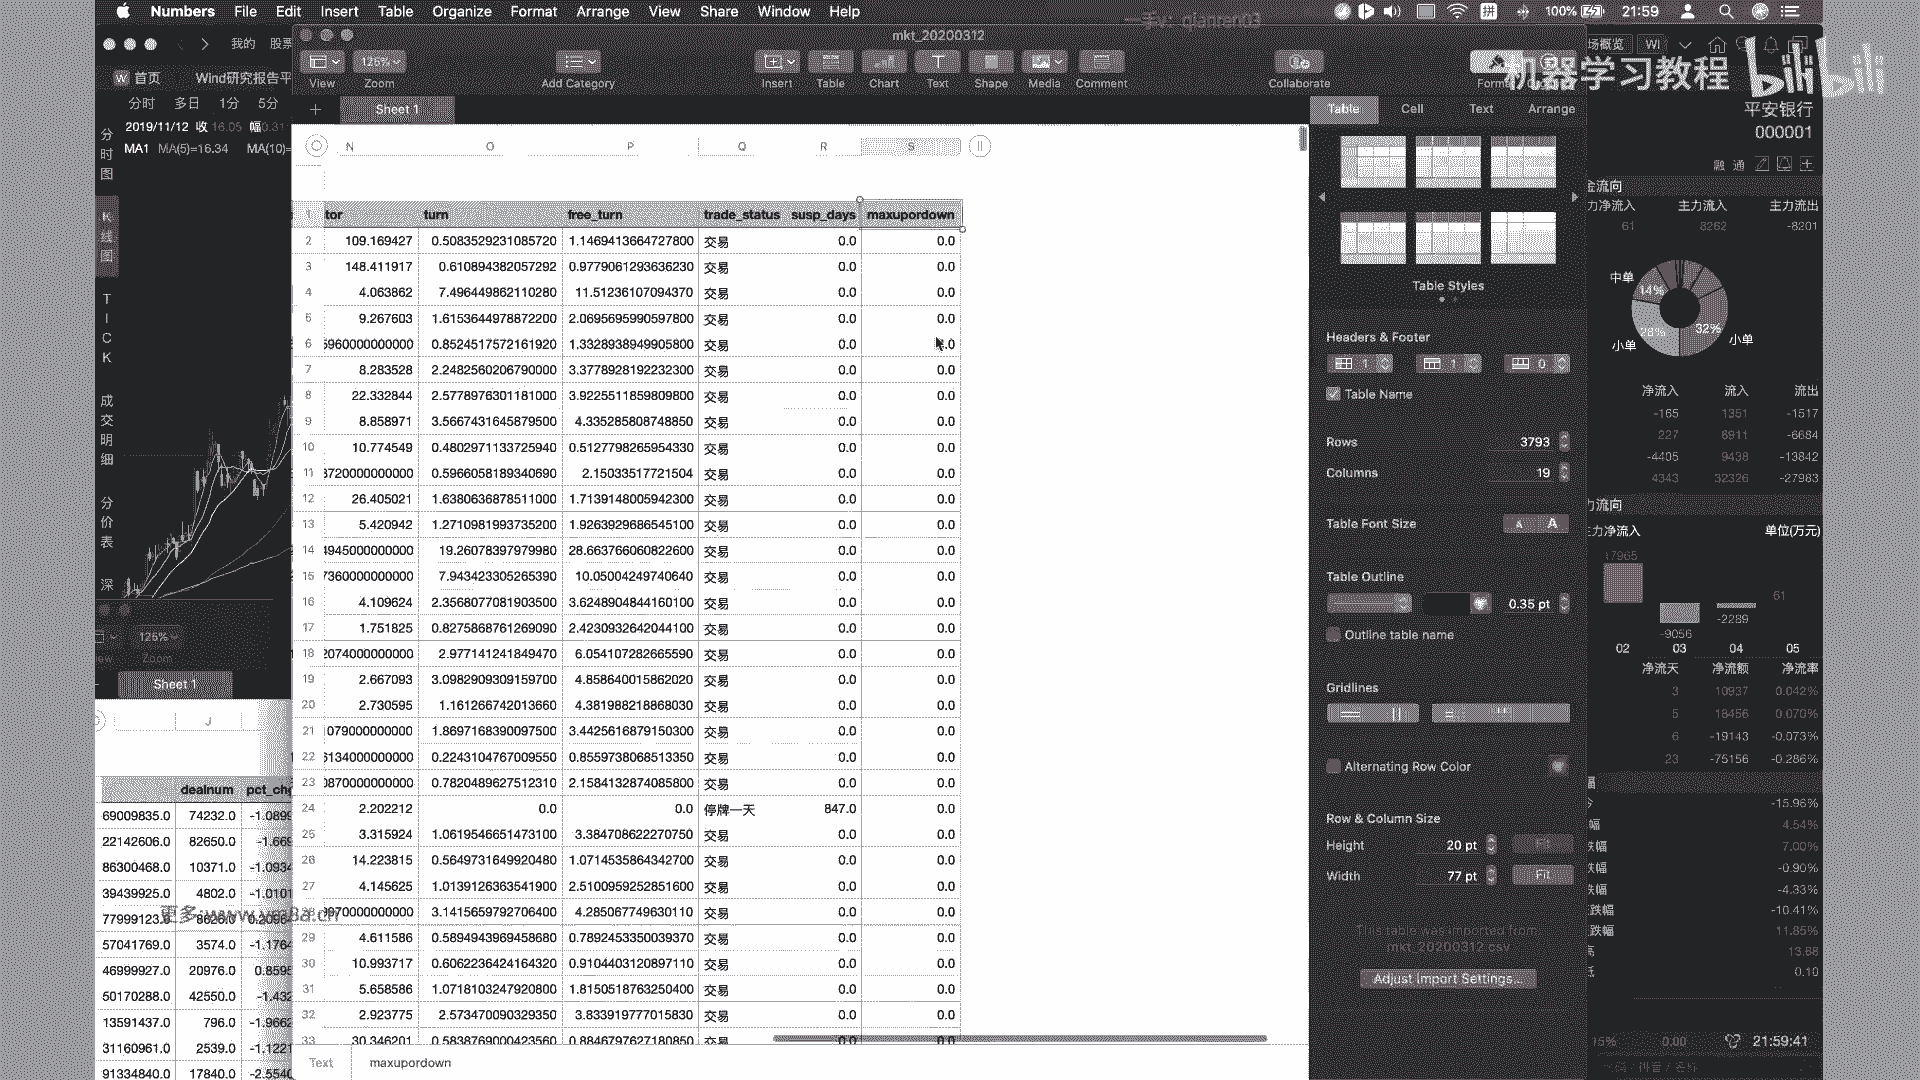 Numbers File Edit Insert Table Organize Format Arrange View Share Window Help
100% 21:59
mkt_20200312
我的 股票
View Zoom Add Category Insert Table Chart Text Shape Media Comment Collaborate
125%
机器学习教程 bilibili
W 首页 Wind研究报告平
分时 多日 1分 5分
Sheet 1
Table Cell Text Arrange
平安银行
000001
2019/11/12 收 16.05 幅0.31
MA1 MA(5)=16.34 MA(10)=
N O P Q R S
tor turn free_turn trade_status susp_days maxupordown
2 109.169427 0.5083529231085720 1.1469413664727800 交易 0.0 0.0
3 148.411917 0.610894382057292 0.9779061293636230 交易 0.0 0.0
4 4.063862 7.496449862110280 11.51236107094370 交易 0.0 0.0
5 9.267603 1.6153644978872200 2.0695695990597800 交易 0.0 0.0
6 5960000000000 0.8524517572161920 1.3328938949905800 交易 0.0
7 8.283528 2.2482560206790000 3.3778928192232300 交易 0.0 0.0
8 22.332844 2.5778976301181000 3.9225511859809800 交易 0.0 0.0
9 8.858971 3.5667431645879500 4.335285808748850 交易 0.0 0.0
10 10.774549 0.4802971133725940 0.5127798265954330 交易 0.0 0.0
11 3720000000000 0.5966058189340690 2.15033517721504 交易 0.0 0.0
12 26.405021 1.6380636878511000 1.7139148005942300 交易 0.0 0.0
13 5.420942 1.2710981993735200 1.9263929686545100 交易 0.0 0.0
14 4945000000000 19.26078397979980 28.663766060822600 交易 0.0 0.0
15 7360000000000 7.943423305265390 10.05004249740640 交易 0.0 0.0
16 4.109624 2.3568077081903500 3.6248904844160100 交易 0.0 0.0
17 1.751825 0.8275868761269090 2.4230932642044100 交易 0.0 0.0
18 2074000000000 2.977141241849470 6.054107282665590 交易 0.0 0.0
19 2.667093 3.0982909309159700 4.858640015862020 交易 0.0 0.0
20 2.730595 1.161266742013660 4.381988218868030 交易 0.0 0.0
21 1079000000000 1.8697168390097500 3.4425616879150300 交易 0.0 0.0
22 6134000000000 0.2243104767009550 0.8559738068513350 交易 0.0 0.0
23 0870000000000 0.7820489627512310 2.1584132874085800 交易 0.0 0.0
24 2.202212 0.0 0.0 停牌一天 847.0 0.0
25 3.315924 1.0619546651473100 3.384708622270750 交易 0.0 0.0
26 14.223815 0.5649731649920480 1.0714535864342700 交易 0.0 0.0
27 4.145625 1.0139126363541900 2.5100959252851600 交易 0.0 0.0
3.1415659792706400 4.285067749630110 交易 0.0 0.0
29 4.611586 0.5894943969458680 0.7892453350039370 交易 0.0 0.0
30 10.993717 0.6062236424164320 0.9104403120897110 交易 0.0 0.0
31 5.658586 1.0718103247920800 1.8150518763250400 交易 0.0 0.0
32 2.923775 2.573470090329350 3.833919777015830 交易 0.0 0.0
33 30.346201 0.5838769000423560 0.8846797627180850 交易 0.0 0.0
Text maxupordown
分时图
K线图
TICK
成交明细
分价表
深
125%
Zoom
Sheet 1
J
dealnum pct_chg
69009835.0 74232.0 -1.0899
22142606.0 82650.0 -1.669
86300468.0 10371.0 -1.0934
39439925.0 4802.0 -1.0101
77999123.0
57041769.0 3574.0 -1.1764
46999927.0 20976.0 0.8595
50170288.0 42550.0 -1.432
13591437.0 796.0 -1.9662
31160961.0 2539.0 -1.1221
91334840.0 17840.0 -2.5540
Table Styles
Headers & Footer
1 1 0
Table Name
Rows 3793
Columns 19
Table Font Size A A
Table Outline
0.35 pt
Outline table name
Gridlines
Alternating Row Color
Row & Column Size
Height 20 pt Fit
Width 77 pt Fit
This table was imported from
mkt_20200312.csv
Adjust Import Settings...
场概览 WI
融 通
金流向
力净流入 主力流入 主力流出
61 8262 -8201
中单 14%
28% 32%
小单 小单
净流入 流入 流出
-165 1351 -1517
227 6911 -6684
-4405 9438 -13842
4343 32326 -27983
力流向
主力净流入 单位(万元)
17965
61
-9056 -2289
02 03 04 05
净流天 净流额 净流率
3 10937 0.042%
5 18456 0.070%
6 -19143 -0.073%
23 -75156 -0.286%
-15.96%
幅 4.54%
跌幅 7.00%
跌幅 -0.90%
跌幅 -4.33%
跌幅 -10.41%
跌幅 11.85%
高 13.68
低 0.10
15% 0.00 21:59:41